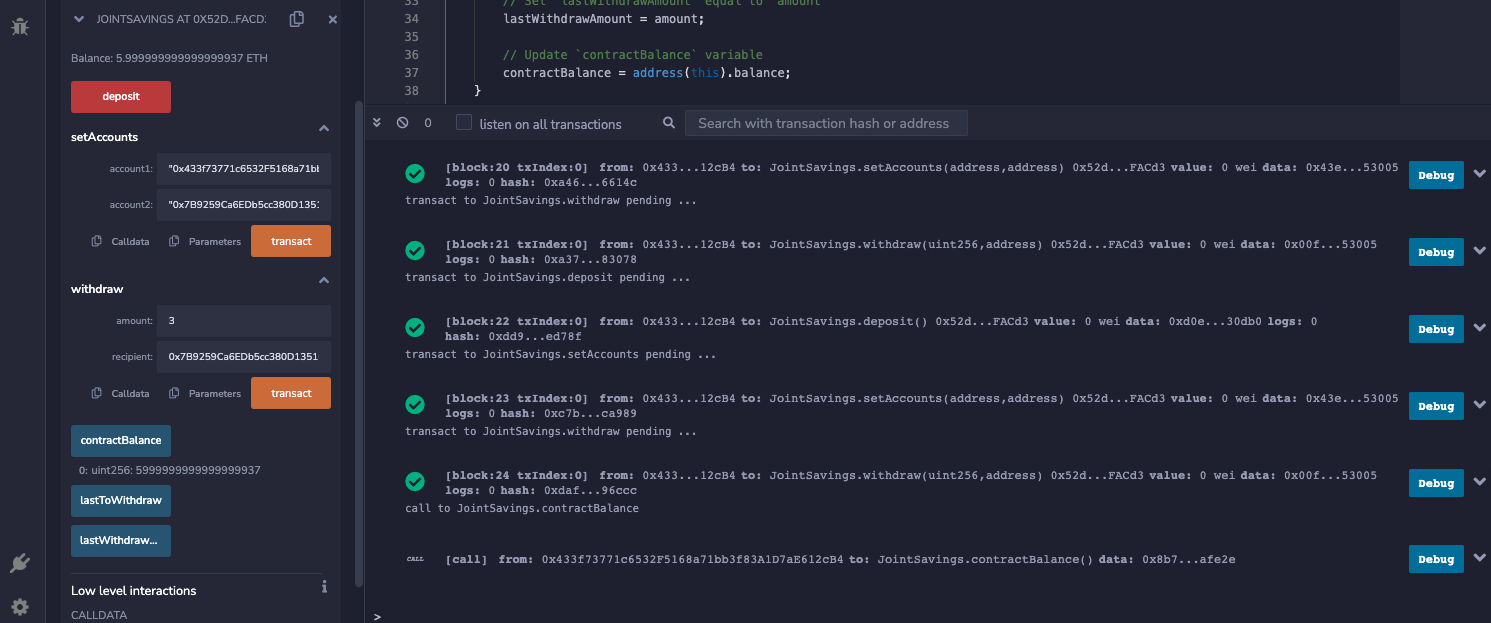 JOINTSAVINGS AT 0X52D...FACD:
Balance: 5.999999999999999937 ETH
deposit
setAccounts
account1: "0x433f73771c6532F5168a71bb
account2: "0x7B9259Ca6EDb5cc380D1351
Calldata Parameters transact
withdraw
amount: 3
recipient: 0x7B9259Ca6EDb5cc380D1351
Calldata Parameters transact
contractBalance
0: uint256: 5999999999999999937
lastToWithdraw
lastWithdraw...
Low level interactions i
CALLDATA
33 // Set `lastWithdrawAmount` equal to `amount`
34 lastWithdrawAmount = amount;
35
36 // Update `contractBalance` variable
37 contractBalance = address(this).balance;
38 }
0 listen on all transactions Search with transaction hash or address
[block:20 txIndex:0] from: 0x433...12cB4 to: JointSavings.setAccounts(address,address) 0x52d...FACd3 value: 0 wei data: 0x43e...53005 Debug
logs: 0 hash: 0xa46...6614c
transact to JointSavings.withdraw pending ...
[block:21 txIndex:0] from: 0x433...12cB4 to: JointSavings.withdraw(uint256,address) 0x52d...FACd3 value: 0 wei data: 0x00f...53005 Debug
logs: 0 hash: 0xa37...83078
transact to JointSavings.deposit pending ...
[block:22 txIndex:0] from: 0x433...12cB4 to: JointSavings.deposit() 0x52d...FACd3 value: 0 wei data: 0xd0e...30db0 logs: 0 Debug
hash: 0xdd9...ed78f
transact to JointSavings.setAccounts pending ...
[block:23 txIndex:0] from: 0x433...12cB4 to: JointSavings.setAccounts(address,address) 0x52d...FACd3 value: 0 wei data: 0x43e...53005 Debug
logs: 0 hash: 0xc7b...ca989
transact to JointSavings.withdraw pending ...
[block:24 txIndex:0] from: 0x433...12cB4 to: JointSavings.withdraw(uint256,address) 0x52d...FACd3 value: 0 wei data: 0x00f...53005 Debug
logs: 0 hash: 0xdaf...96ccc
call to JointSavings.contractBalance
CALL [call] from: 0x433f73771c6532F5168a71bb3f83A1D7aE612cB4 to: JointSavings.contractBalance() data: 0x8b7...afe2e Debug
>